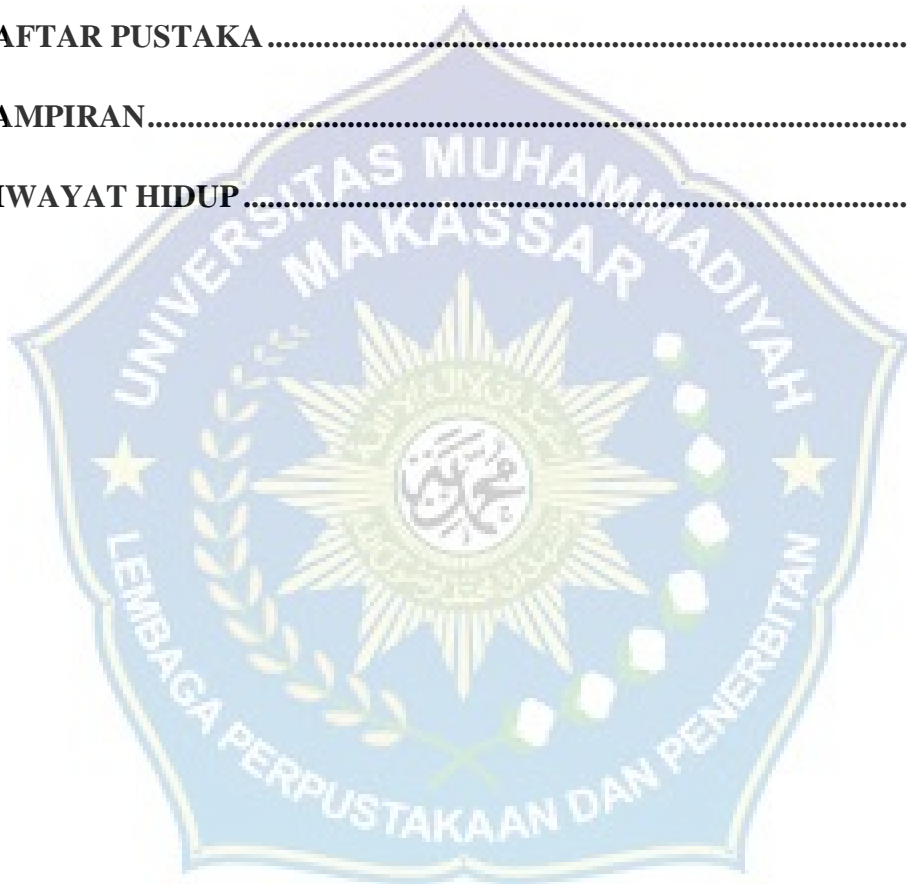 AFTAR PUSTAKA
AMPIRAN
IWAYAT HIDUP
UNIVERSITAS MUHAMMADIYAH
MAKASSAR
LEMBAGA PERPUSTAKAAN DAN PENERBITAN